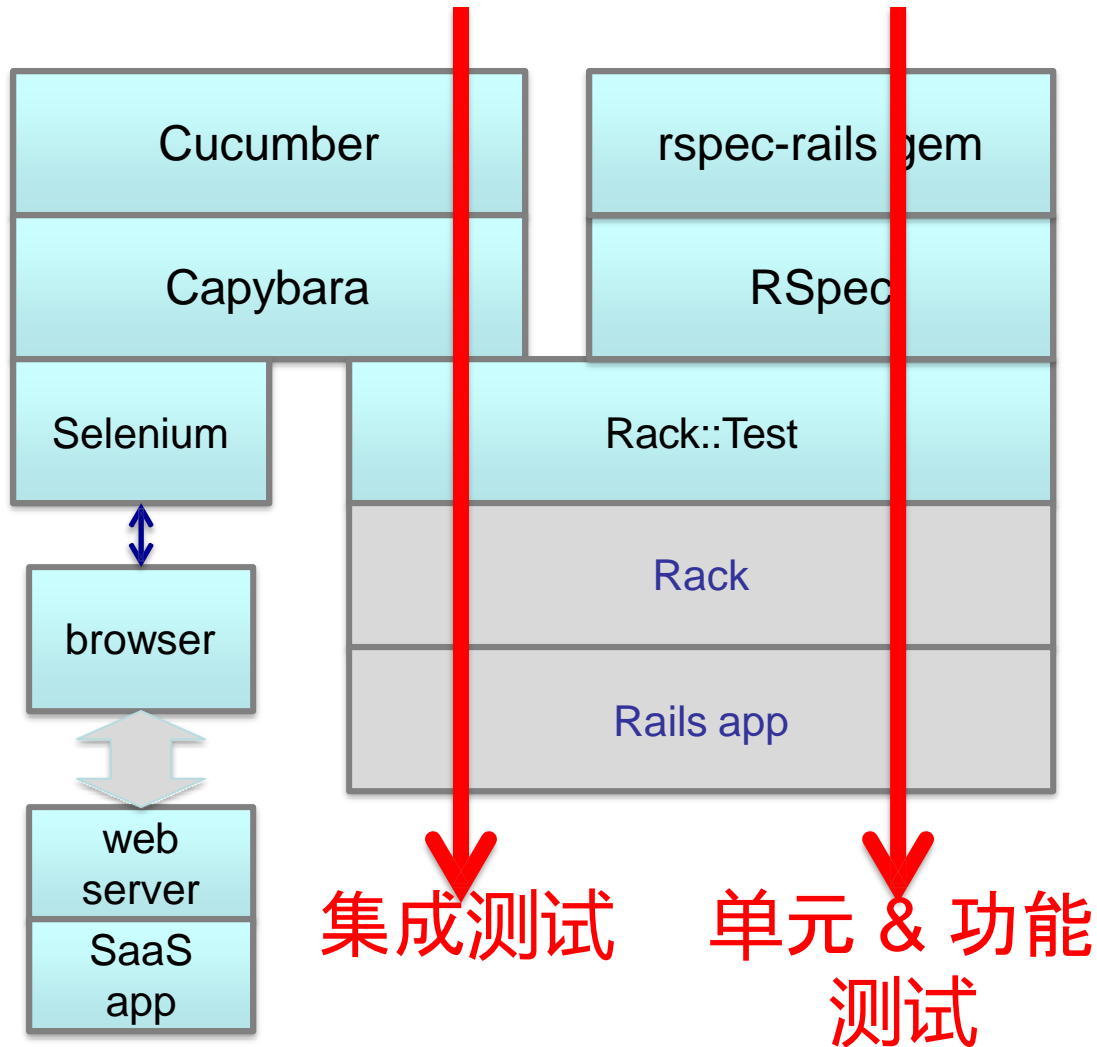 Cucumber
rspec-rails gem
Capybara
RSpec
Selenium
Rack::Test
Rack
browser
Rails app
web
server
SaaS
app
集成测试
单元 & 功能
测试